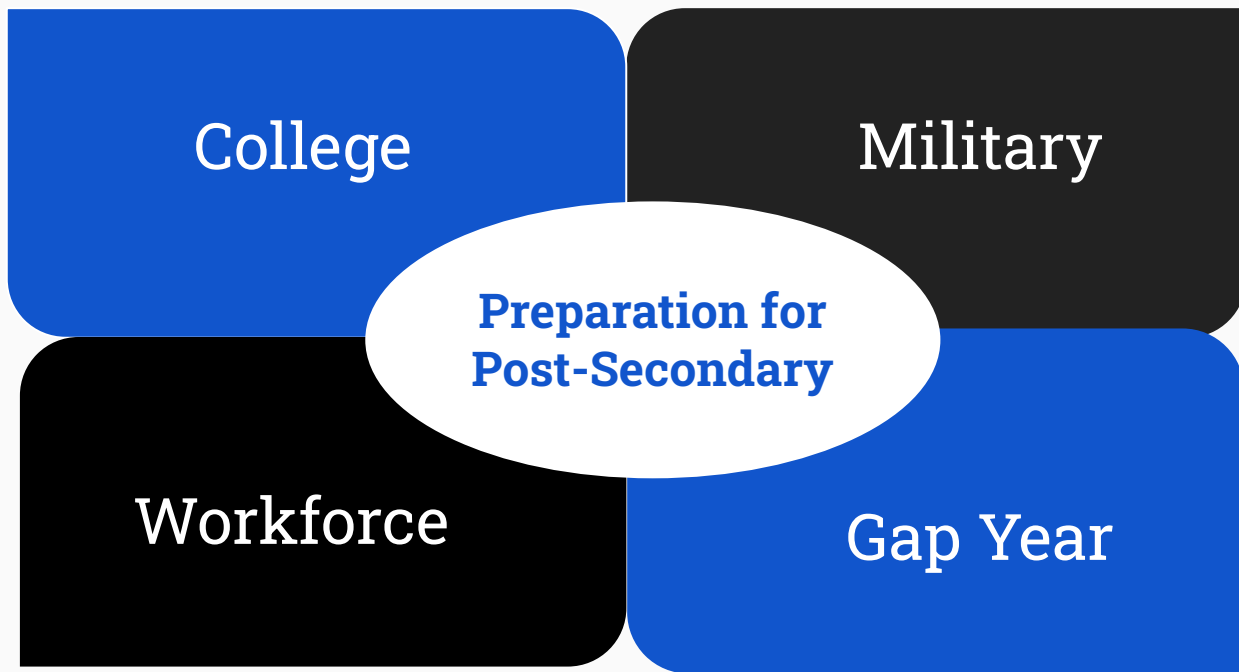 College
Military
Preparation for
Post-Secondary
Workforce
Gap Year